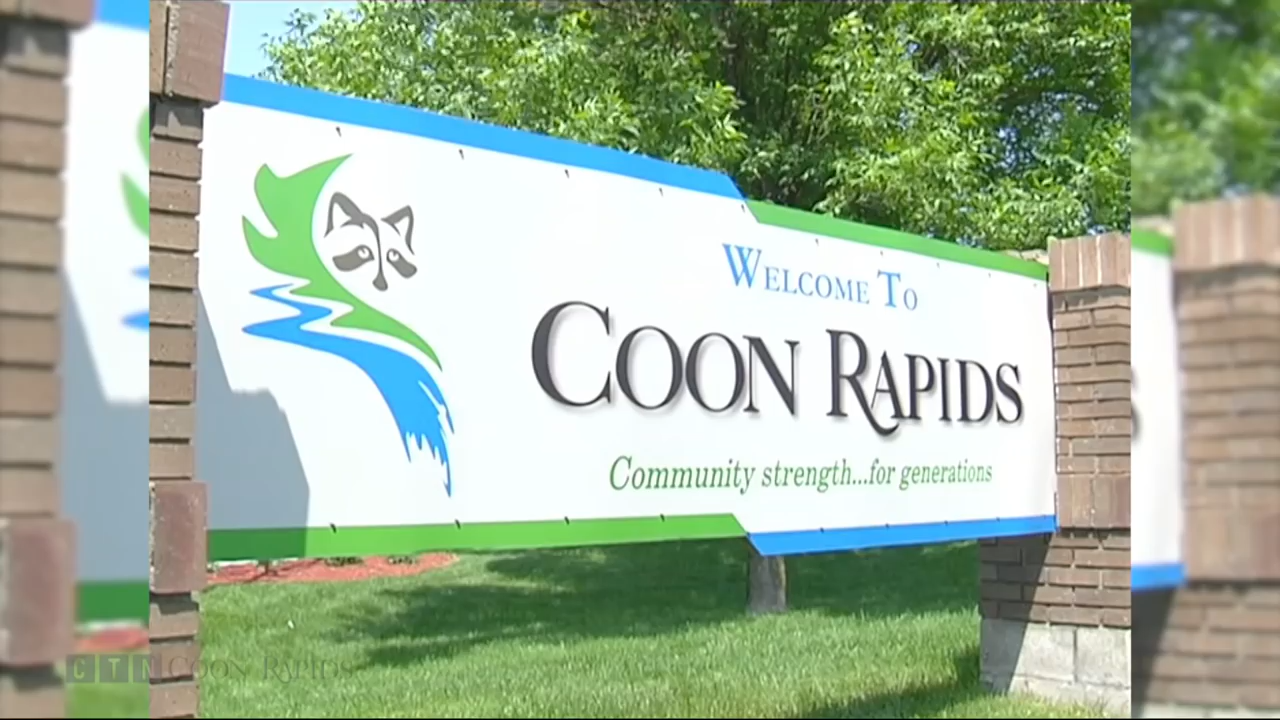 Welcome To
Coon Rapids
Community strength...for generations
CTN Coon Rapids